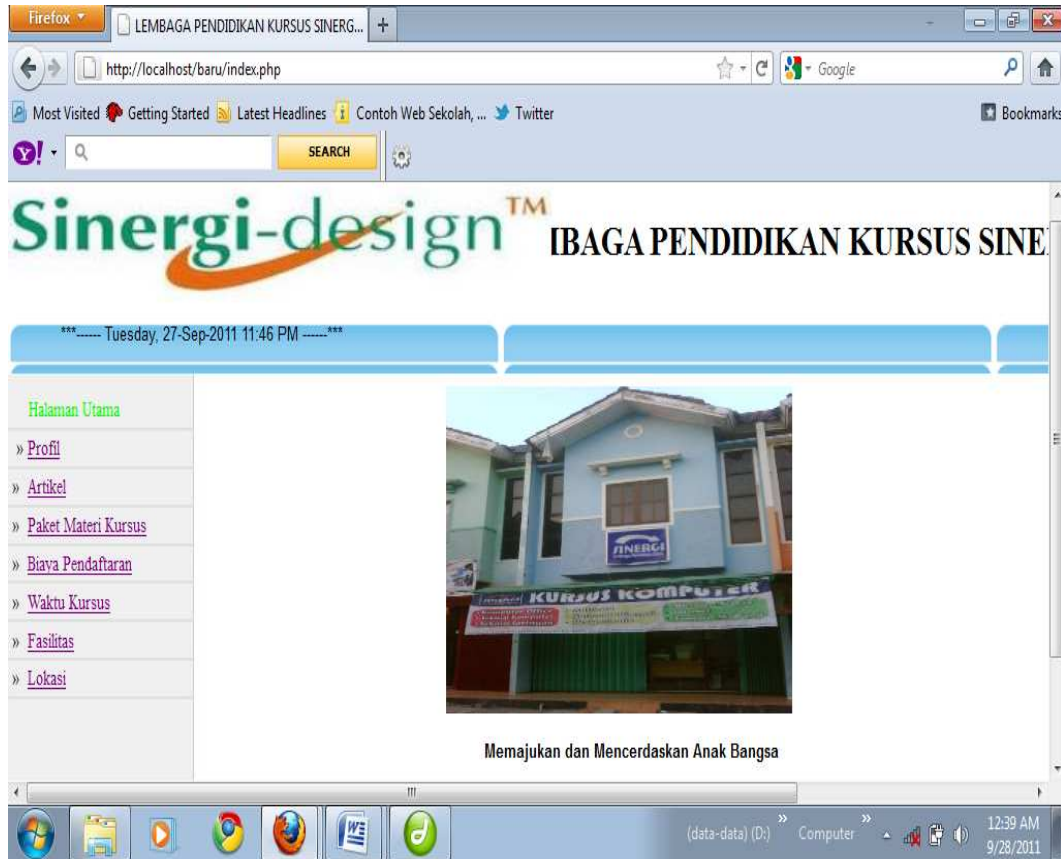 Firefox
LEMBAGA PENDIDIKAN KURSUS SINERG...
http://localhost/baru/index.php
Google
Most Visited Getting Started Latest Headlines Contoh Web Sekolah, ... Twitter Bookmarks
Y! SEARCH
Sinergi-design™
IBAGA PENDIDIKAN KURSUS SINE
***------ Tuesday, 27-Sep-2011 11:46 PM ------***
Halaman Utama
» Profil
» Artikel
» Paket Materi Kursus
» Biaya Pendaftaran
» Waktu Kursus
» Fasilitas
» Lokasi
SINERGI
KURSUS KOMPUTER
Memajukan dan Mencerdaskan Anak Bangsa
(data-data) (D:) » Computer »
12:39 AM
9/28/2011